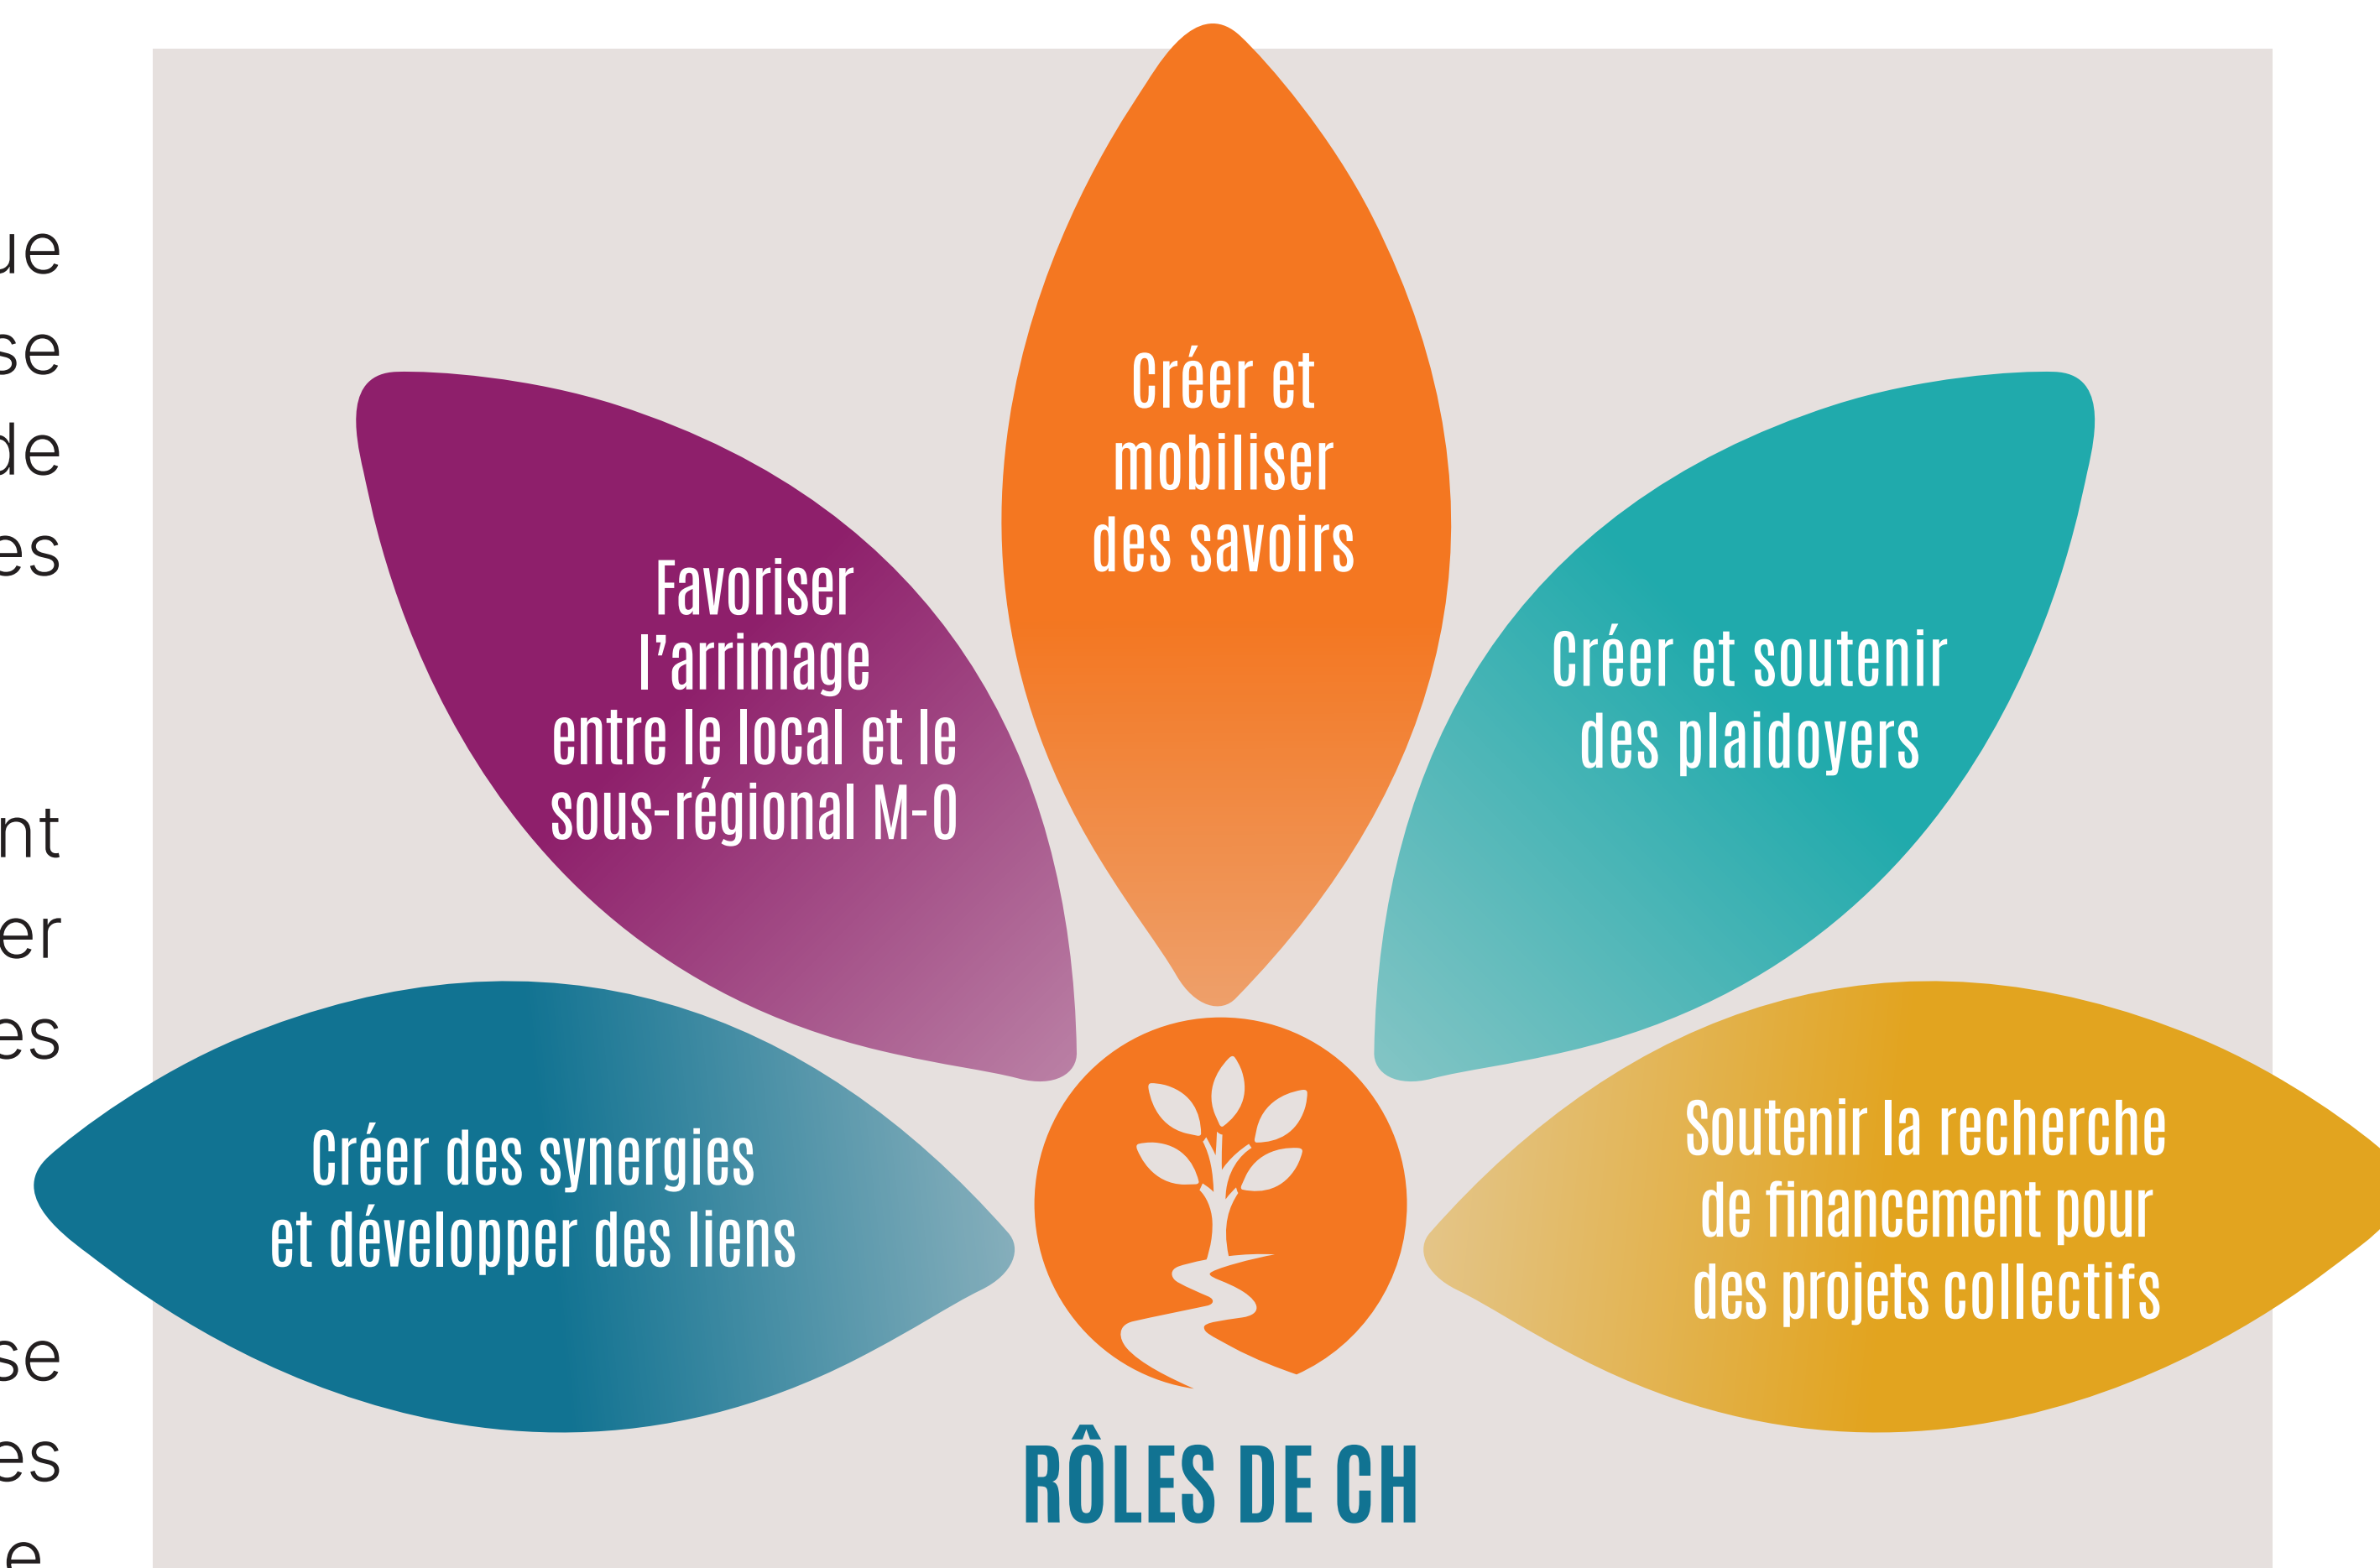 Créer et
mobiliser
des savoirs
Favoriser
l’arrimage
entre le local et le
sous-régional M-O
Créer et soutenir
des plaidoyers
Créer des synergies
et développer des liens
Soutenir la recherche
de financement pour
des projets collectifs
RÔLES DE CH